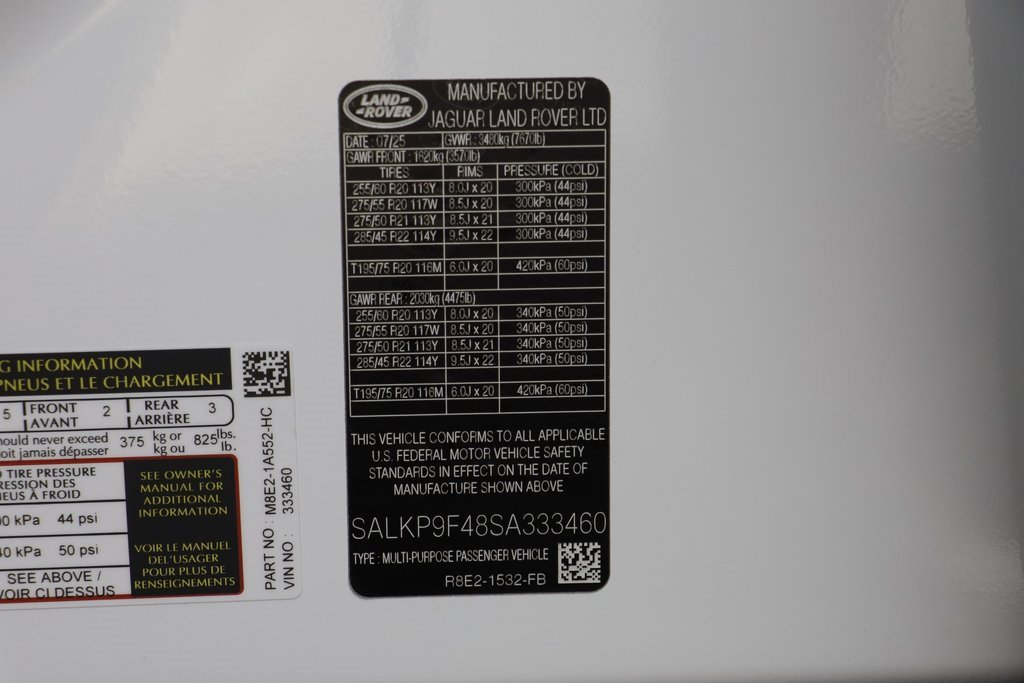 LAND-
-ROVER
MANUFACTURED BY
JAGUAR LAND ROVER LTD
DATE : 07/25 GVWR : 3480kg (7670lb)
GAWR FRONT : 1620kg (3570lb)
TIRES RIMS PRESSURE (COLD)
255/60 R20 113Y 8.0J x 20 300kPa (44psi)
275/55 R20 117W 8.5J x 20 300kPa (44psi)
275/50 R21 113Y 8.5J x 21 300kPa (44psi)
285/45 R22 114Y 9.5J x 22 300kPa (44psi)
T195/75 R20 116M 6.0J x 20 420kPa (60psi)
GAWR REAR : 2030kg (4475lb)
255/60 R20 113Y 8.0J x 20 340kPa (50psi)
275/55 R20 117W 8.5J x 20 340kPa (50psi)
275/50 R21 113Y 8.5J x 21 340kPa (50psi)
285/45 R22 114Y 9.5J x 22 340kPa (50psi)
T195/75 R20 116M 6.0J x 20 420kPa (60psi)
THIS VEHICLE CONFORMS TO ALL APPLICABLE
U.S. FEDERAL MOTOR VEHICLE SAFETY
STANDARDS IN EFFECT ON THE DATE OF
MANUFACTURE SHOWN ABOVE
SALKP9F48SA333460
TYPE : MULTI-PURPOSE PASSENGER VEHICLE
R8E2-1532-FB
G INFORMATION
PNEUS ET LE CHARGEMENT
5 FRONT 2 REAR 3
AVANT ARRIÈRE
hould never exceed 375 kg or 825 lbs.
oit jamais dépasser kg ou lb.
D TIRE PRESSURE
RESSION DES
EUS À FROID
00 kPa 44 psi
40 kPa 50 psi
SEE ABOVE /
VOIR CI DESSUS
SEE OWNER'S
MANUAL FOR
ADDITIONAL
INFORMATION
VOIR LE MANUEL
DEL'USAGER
POUR PLUS DE
RENSEIGNEMENTS
PART NO : M8E2-1A552-HC
VIN NO : 333460